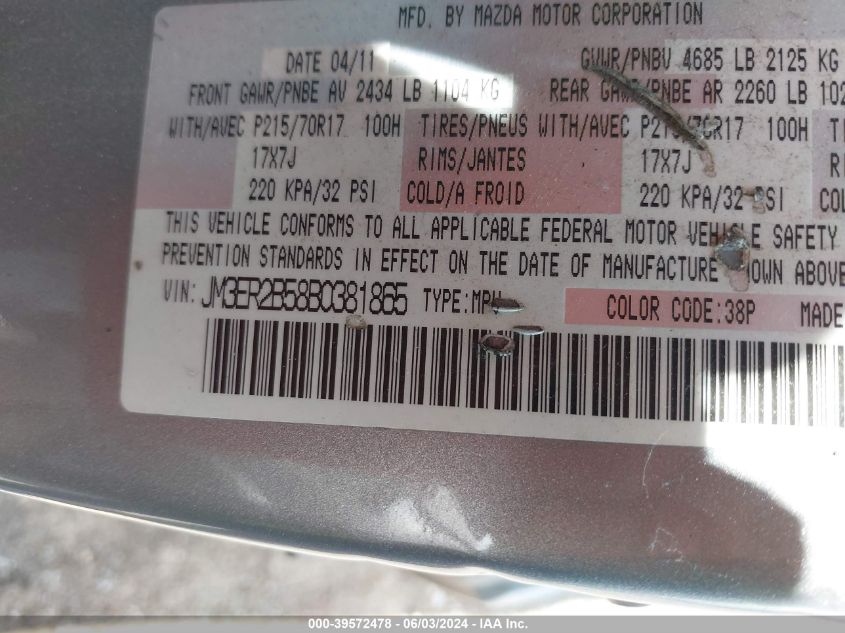 MFD. BY MAZDA MOTOR CORPORATION
DATE 04/11 GVWR/PNBV 4685 LB 2125 KG
FRONT GAWR/PNBE AV 2434 LB 1104 KG REAR GAWR/PNBE AR 2260 LB 102
WITH/AVEC P215/70R17 100H TIRES/PNEUS WITH/AVEC 100H
17X7J RIMS/JANTES 17X7J
220 KPA/32 PSI COLD/A FROID 220 KPA/32 PSI COL
THIS VEHICLE CONFORMS TO ALL APPLICABLE FEDERAL MOTOR VEHICLE SAFETY
PREVENTION STANDARDS IN EFFECT ON THE DATE OF MANUFACTURE ABOVE
VIN: JM3ER2B58B0381865 TYPE: COLOR CODE:38P MADE
000-39572478 - 06/03/2024 - IAA Inc.